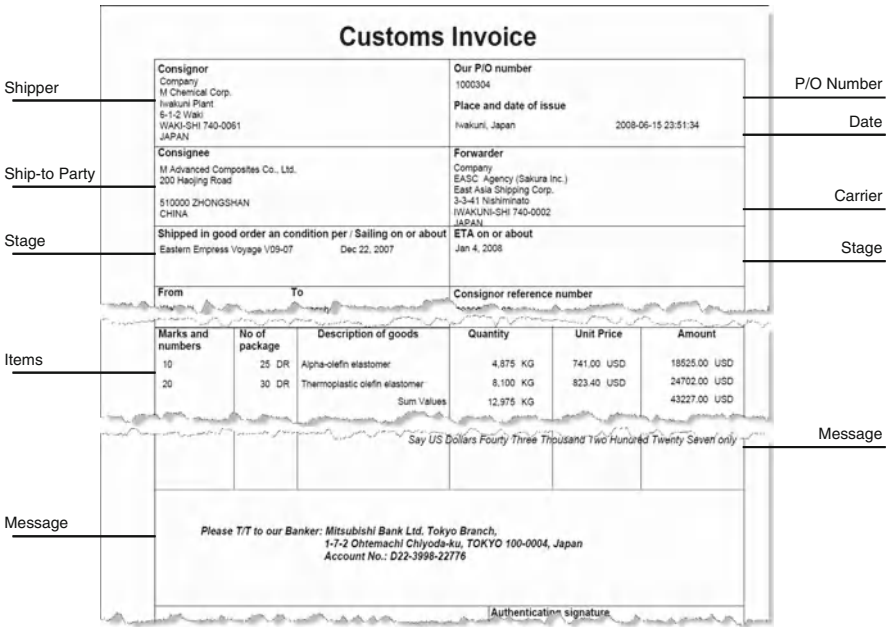 Customs Invoice
Shipper
Consignor
Company
M Chemical Corp.
Iwakuni Plant
6-1-2 Waki
WAKI-SHI 740-0061
JAPAN
Our P/O number
1000304
P/O Number
Place and date of issue
Iwakuni, Japan 2008-06-15 23:51:34
Date
Ship-to Party
Consignee
M Advanced Composites Co., Ltd.
200 Haojing Road
510000 ZHONGSHAN
CHINA
Forwarder
Company
EASC Agency (Sakura Inc.)
East Asia Shipping Corp.
3-3-41 Nishiminato
IWAKUNI-SHI 740-0002
JAPAN
Carrier
Stage
Shipped in good order an condition per / Sailing on or about
Eastern Empress Voyage V09-07 Dec 22, 2007
ETA on or about
Jan 4, 2008
Stage
From To
Consignor reference number
Items
Marks and numbers No of package Description of goods Quantity Unit Price Amount
10 25 DR Alpha-olefin elastomer 4,875 KG 741.00 USD 18525.00 USD
20 30 DR Thermoplastic olefin elastomer 8,100 KG 823.40 USD 24702.00 USD
Sum Values 12,975 KG 43227.00 USD
Say US Dollars Fourty Three Thousand Two Hundred Twenty Seven only
Message
Message
Please T/T to our Banker: Mitsubishi Bank Ltd. Tokyo Branch,
1-7-2 Ohtemachi Chiyoda-ku, TOKYO 100-0004, Japan
Account No.: D22-3998-22776
Authenticating signature